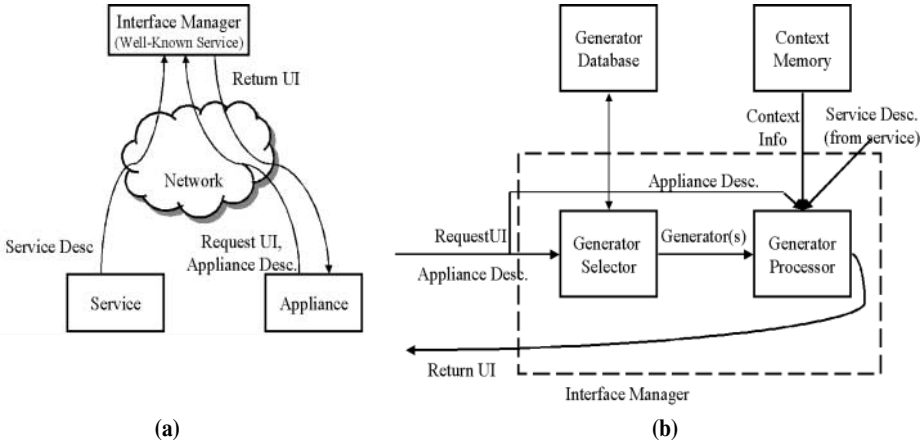 Interface Manager
(Well-Known Service)
Return UI
Network
Service Desc
Request UI,
Appliance Desc.
Service
Appliance
(a)
Generator
Database
Context
Memory
Context
Info
Service Desc.
(from service)
Appliance Desc.
RequestUI
Appliance Desc.
Generator
Selector
Generator(s)
Generator
Processor
Return UI
Interface Manager
(b)